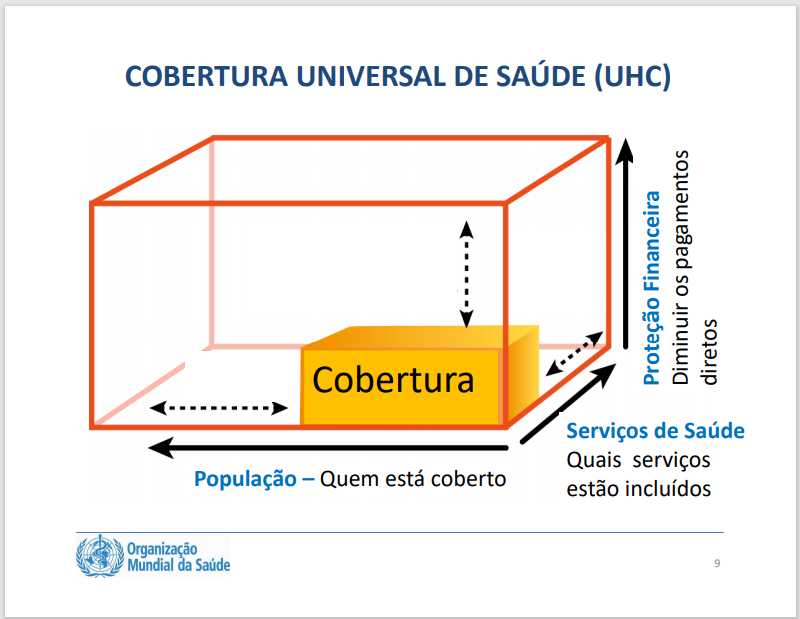 COBERTURA UNIVERSAL DE SAÚDE (UHC)
Proteção Financeira
Diminuir os pagamentos
diretos
Cobertura
Serviços de Saúde
Quais serviços
estão incluídos
População – Quem está coberto
Organização
Mundial da Saúde
9